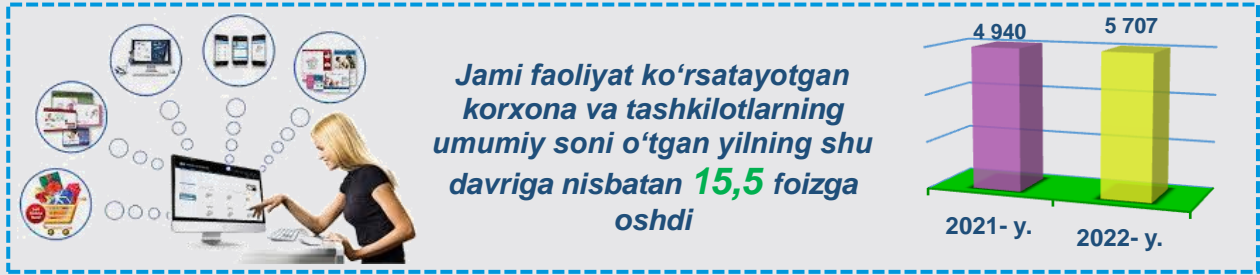 Jami faoliyat ko‘rsatayotgan
korxona va tashkilotlarning
umumiy soni o‘tgan yilning shu
davriga nisbatan 15,5 foizga
oshdi
4 940
5 707
2021- y.
2022- y.